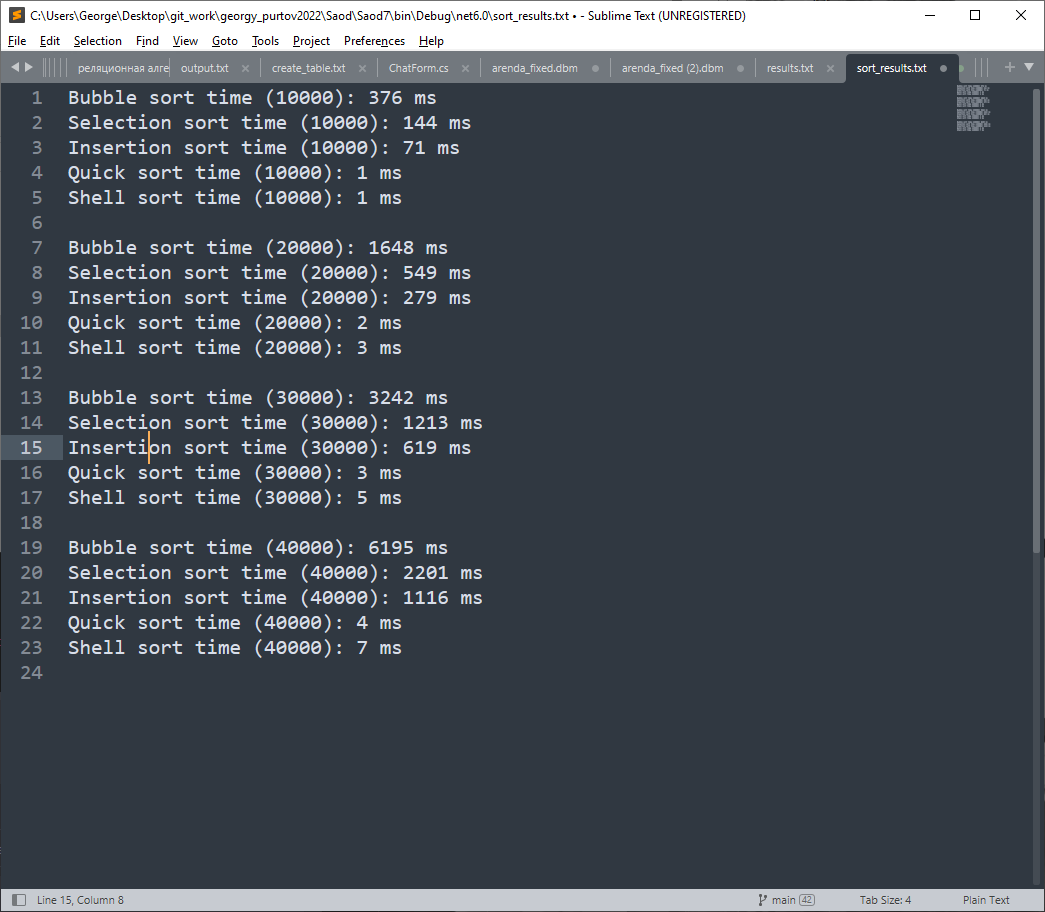 C:\Users\George\Desktop\git_work\georgy_purtov2022\Saod\Saod7\bin\Debug\net6.0\sort_results.txt • - Sublime Text (UNREGISTERED)
File Edit Selection Find View Goto Tools Project Preferences Help
реляционная алге output.txt create_table.txt ChatForm.cs arenda_fixed.dbm arenda_fixed (2).dbm results.txt sort_results.txt
1 Bubble sort time (10000): 376 ms
2 Selection sort time (10000): 144 ms
3 Insertion sort time (10000): 71 ms
4 Quick sort time (10000): 1 ms
5 Shell sort time (10000): 1 ms
6
7 Bubble sort time (20000): 1648 ms
8 Selection sort time (20000): 549 ms
9 Insertion sort time (20000): 279 ms
10 Quick sort time (20000): 2 ms
11 Shell sort time (20000): 3 ms
12
13 Bubble sort time (30000): 3242 ms
14 Selection sort time (30000): 1213 ms
15 Insertion sort time (30000): 619 ms
16 Quick sort time (30000): 3 ms
17 Shell sort time (30000): 5 ms
18
19 Bubble sort time (40000): 6195 ms
20 Selection sort time (40000): 2201 ms
21 Insertion sort time (40000): 1116 ms
22 Quick sort time (40000): 4 ms
23 Shell sort time (40000): 7 ms
24
Line 15, Column 8 main 42 Tab Size: 4 Plain Text